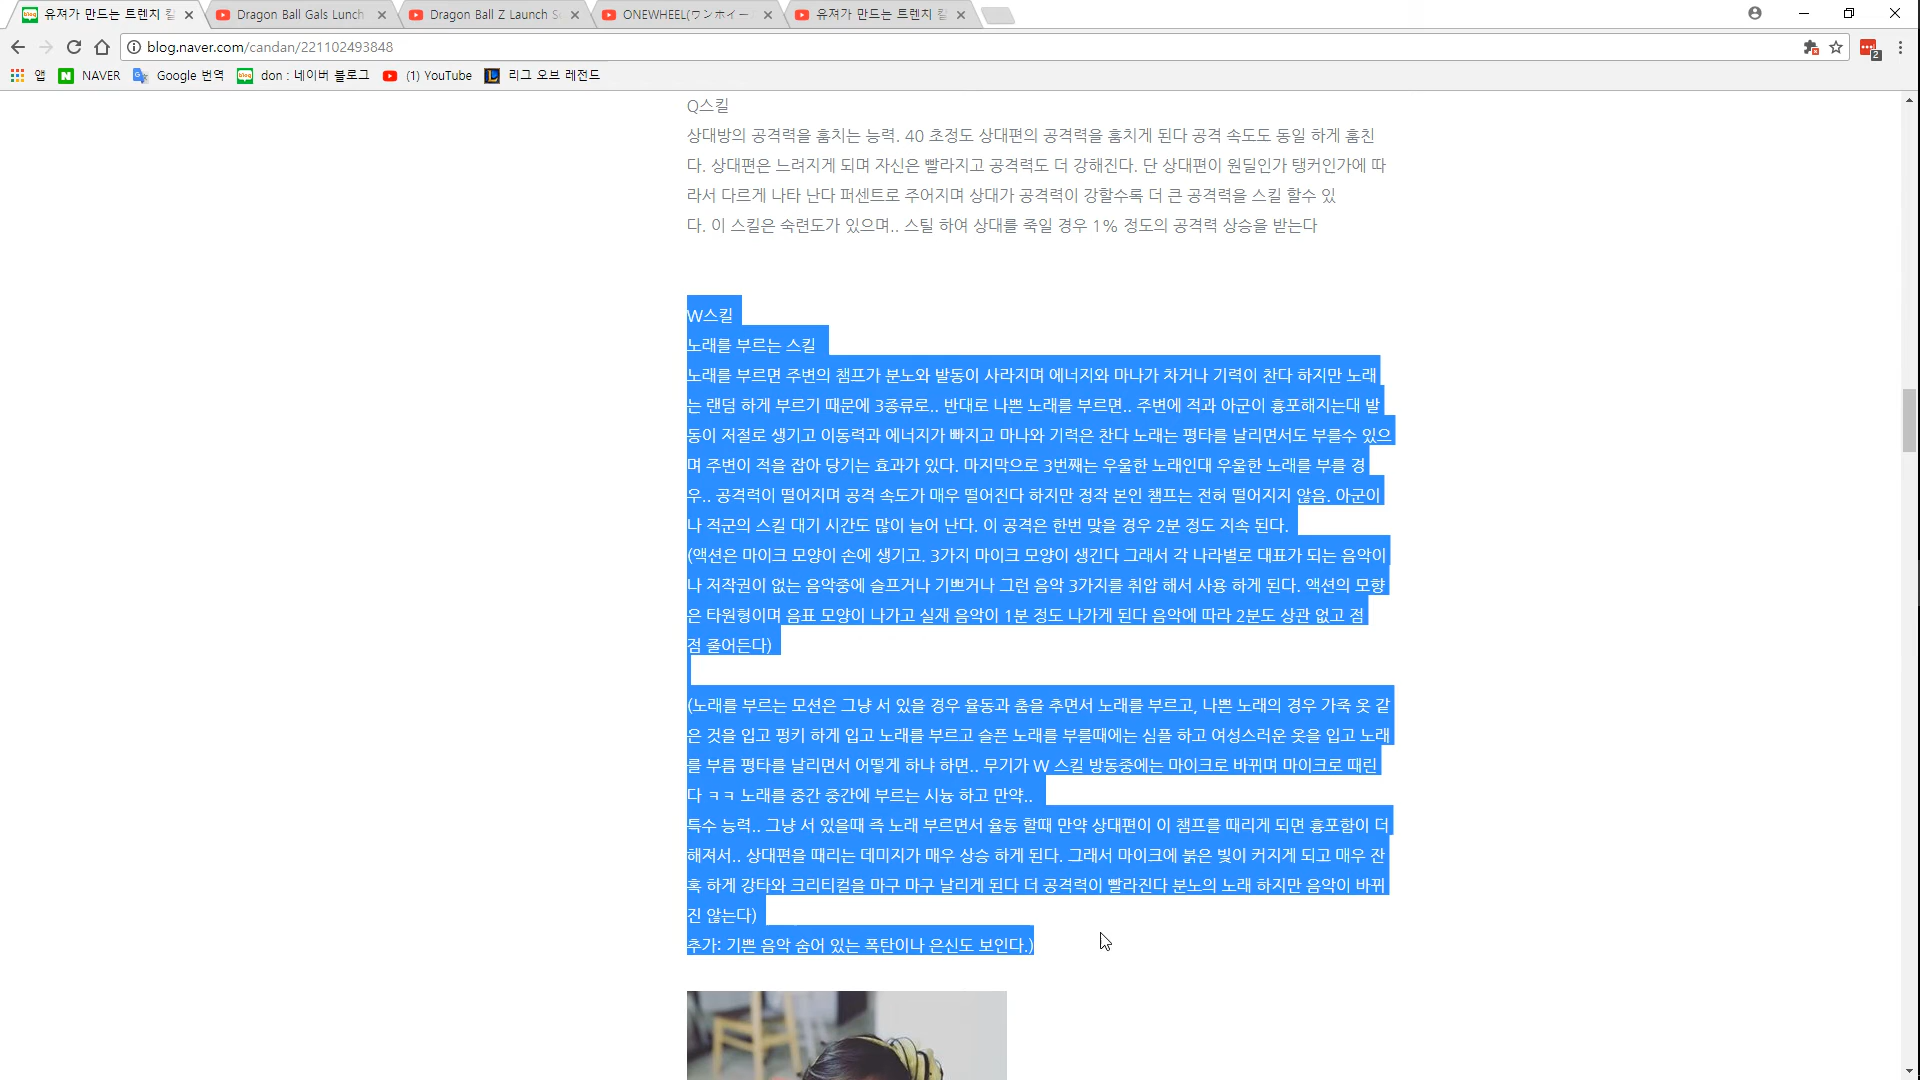 유져가 만드는 트렌치
Dragon Ball Gals Lunch
Dragon Ball Z Launch
ONEWHEEL(ワンホイー
유져가 만드는 트렌치
blog.naver.com/candan/221102493848
2
앱 NAVER Google 번역 don : 네이버 블로그 (1) YouTube 리그 오브 레전드
Q스킬
상대방의 공격력을 훔치는 능력. 40 초정도 상대편의 공격력을 훔치게 된다 공격 속도도 동일 하게 훔친
다. 상대편은 느려지게 되며 자신은 빨라지고 공격력도 더 강해진다. 단 상대편이 원딜인가 탱커인가에 따
라서 다르게 나타 난다 퍼센트로 주어지며 상대가 공격력이 강할수록 더 큰 공격력을 스킬 할수 있
다. 이 스킬은 숙련도가 있으며.. 스틸 하여 상대를 죽일 경우 1% 정도의 공격력 상승을 받는다
W스킬
노래를 부르는 스킬
노래를 부르면 주변의 챔프가 분노와 발동이 사라지며 에너지와 마나가 차거나 기력이 찬다 하지만 노래
는 랜덤 하게 부르기 때문에 3종류로.. 반대로 나쁜 노래를 부르면.. 주변에 적과 아군이 흉포해지는대 발
동이 저절로 생기고 이동력과 에너지가 빠지고 마나와 기력은 찬다 노래는 평타를 날리면서도 부를수 있으
며 주변이 적을 잡아 당기는 효과가 있다. 마지막으로 3번째는 우울한 노래인대 우울한 노래를 부를 경
우.. 공격력이 떨어지며 공격 속도가 매우 떨어진다 하지만 정작 본인 챔프는 전혀 떨어지지 않음. 아군이
나 적군의 스킬 대기 시간도 많이 늘어 난다. 이 공격은 한번 맞을 경우 2분 정도 지속 된다.
(액션은 마이크 모양이 손에 생기고. 3가지 마이크 모양이 생긴다 그래서 각 나라별로 대표가 되는 음악이
나 저작권이 없는 음악중에 슬프거나 기쁘거나 그런 음악 3가지를 취압 해서 사용 하게 된다. 액션의 모향
은 타원형이며 음표 모양이 나가고 실재 음악이 1분 정도 나가게 된다 음악에 따라 2분도 상관 없고 점
점 줄어든다)
(노래를 부르는 모션은 그냥 서 있을 경우 율동과 춤을 추면서 노래를 부르고, 나쁜 노래의 경우 가죽 옷 같
은 것을 입고 펑키 하게 입고 노래를 부르고 슬픈 노래를 부를때에는 심플 하고 여성스러운 옷을 입고 노래
를 부름 평타를 날리면서 어떻게 하냐 하면.. 무기가 W 스킬 방동중에는 마이크로 바뀌며 마이크로 때린
다 ㅋㅋ 노래를 중간 중간에 부르는 시늉 하고 만약..
특수 능력.. 그냥 서 있을때 즉 노래 부르면서 율동 할때 만약 상대편이 이 챔프를 때리게 되면 흉포함이 더
해져서.. 상대편을 때리는 데미지가 매우 상승 하게 된다. 그래서 마이크에 붉은 빛이 커지게 되고 매우 잔
혹 하게 강타와 크리티컬을 마구 마구 날리게 된다 더 공격력이 빨라진다 분노의 노래 하지만 음악이 바뀌
진 않는다)
추가: 기쁜 음악 숨어 있는 폭탄이나 은신도 보인다.)